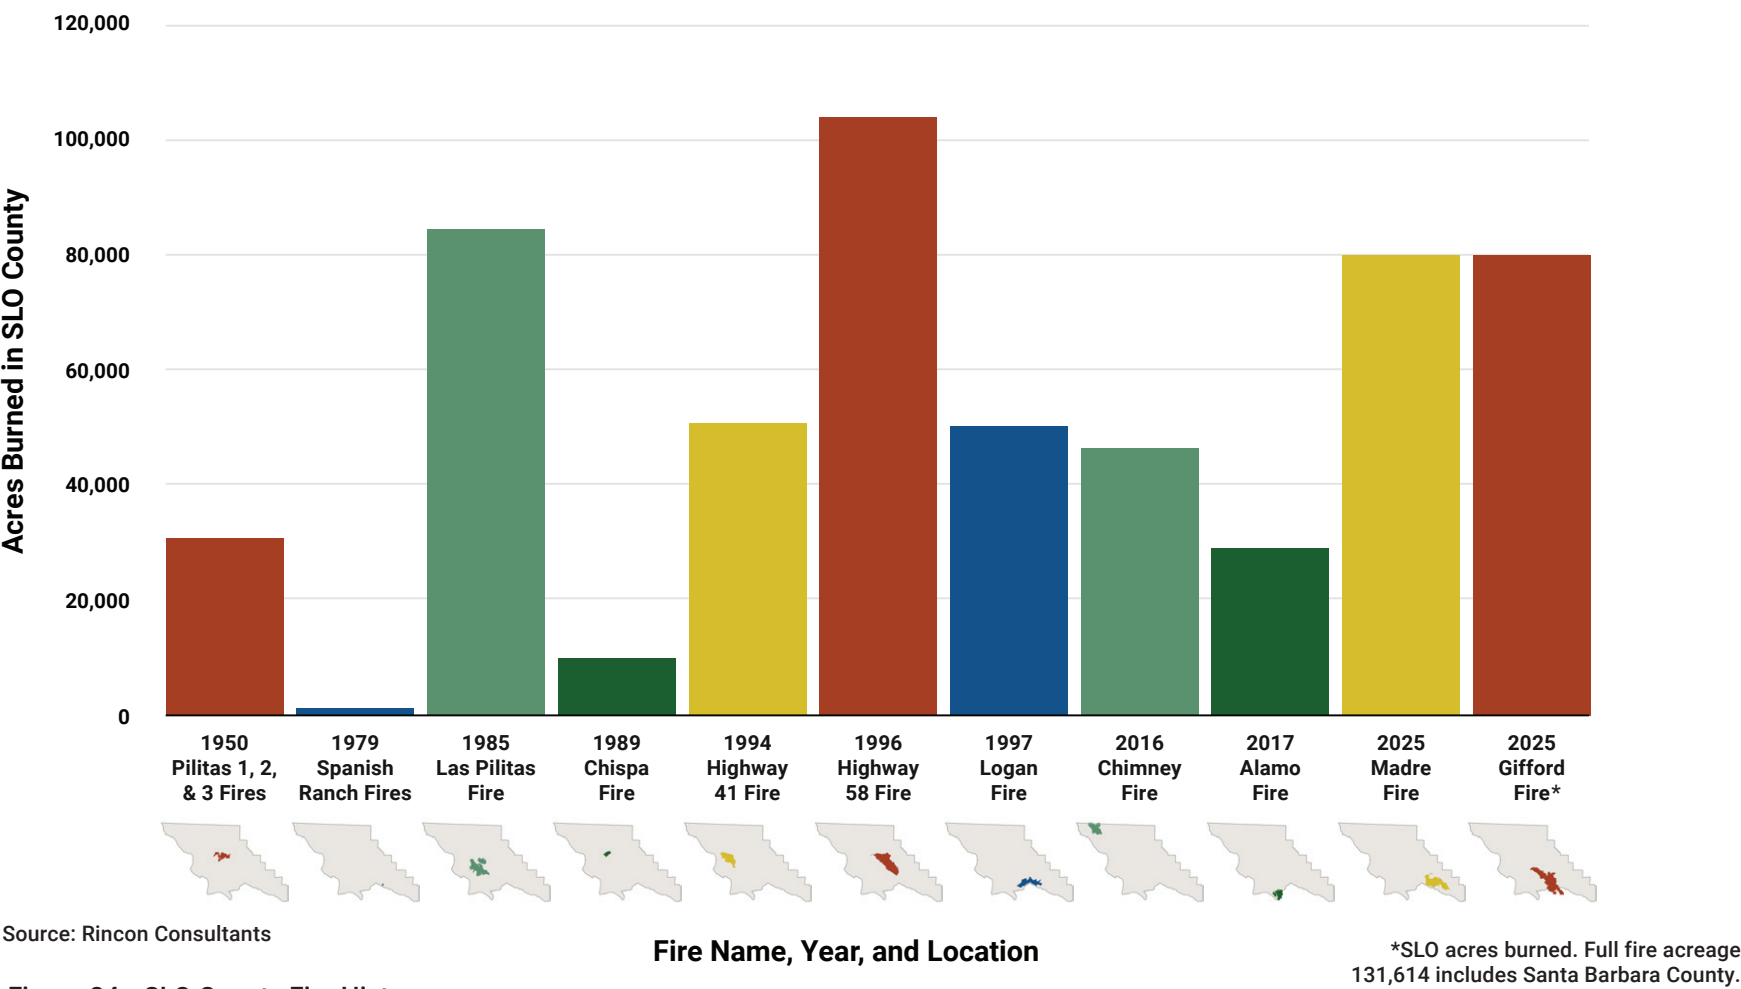 120,000
100,000
80,000
60,000
40,000
20,000
0
Acres Burned in SLO County
1950
Pilitas 1, 2,
& 3 Fires
1979
Spanish
Ranch Fires
1985
Las Pilitas
Fire
1989
Chispa
Fire
1994
Highway
41 Fire
1996
Highway
58 Fire
1997
Logan
Fire
2016
Chimney
Fire
2017
Alamo
Fire
2025
Madre
Fire
2025
Gifford
Fire*
Source: Rincon Consultants
Fire Name, Year, and Location
*SLO acres burned. Full fire acreage
131,614 includes Santa Barbara County.